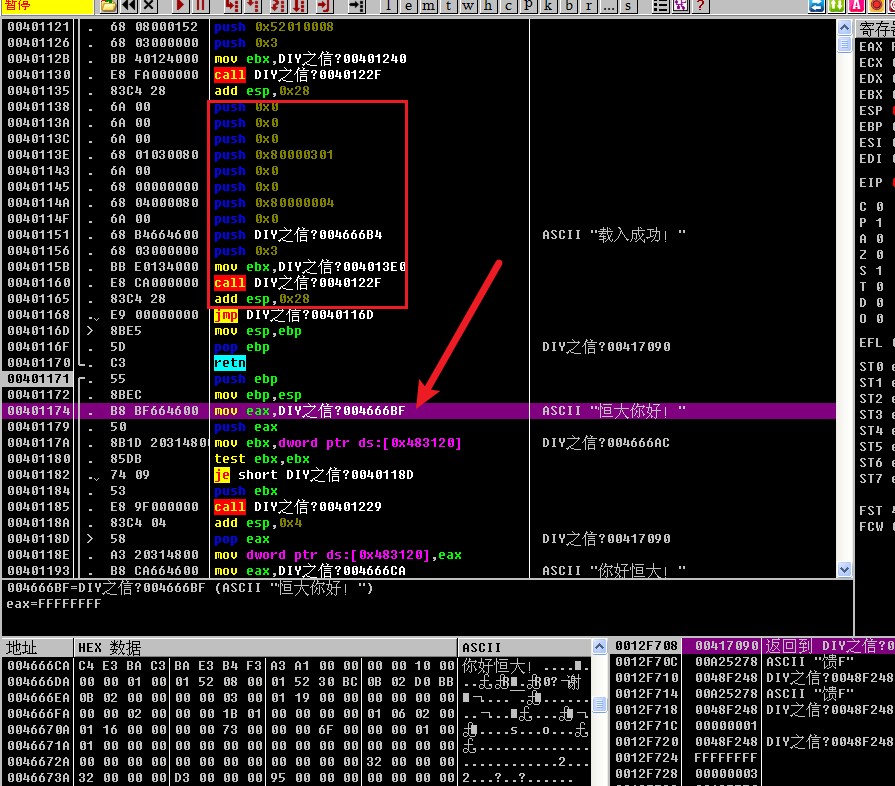 暂停
l e m t w h c p k b r ... s
?
00401121 . 68 08000152 push 0x52010008
00401126 . 68 03000000 push 0x3
0040112B . BB 40124000 mov ebx,DIY之信?00401240
00401130 . E8 FA000000 call DIY之信?0040122F
00401135 . 83C4 28 add esp,0x28
00401138 . 6A 00 push 0x0
0040113A . 6A 00 push 0x0
0040113C . 6A 00 push 0x0
0040113E . 68 01030080 push 0x80000301
00401143 . 6A 00 push 0x0
00401145 . 68 00000000 push 0x0
0040114A . 68 04000080 push 0x80000004
0040114F . 6A 00 push 0x0
00401151 . 68 B4664600 push DIY之信?004666B4 ASCII "载入成功！"
00401156 . 68 03000000 push 0x3
0040115B . BB E0134000 mov ebx,DIY之信?004013E0
00401160 . E8 CA000000 call DIY之信?0040122F
00401165 . 83C4 28 add esp,0x28
00401168 . E9 00000000 jmp DIY之信?0040116D
0040116D > 8BE5 mov esp,ebp
0040116F . 5D pop ebp DIY之信?00417090
00401170 . C3 retn
00401171 . 55 push ebp
00401172 . 8BEC mov ebp,esp
00401174 . B8 BF664600 mov eax,DIY之信?004666BF ASCII "恒大你好！"
00401179 . 50 push eax
0040117A . 8B1D 20314800 mov ebx,dword ptr ds:[0x483120] DIY之信?004666AC
00401180 . 85DB test ebx,ebx
00401182 . 74 09 je short DIY之信?0040118D
00401184 . 53 push ebx
00401185 . E8 9F000000 call DIY之信?00401229
0040118A . 83C4 04 add esp,0x4
0040118D > 58 pop eax DIY之信?00417090
0040118E . A3 20314800 mov dword ptr ds:[0x483120],eax
00401193 . B8 CA664600 mov eax,DIY之信?004666CA ASCII "你好恒大！"
寄存器
EAX
ECX
EDX
EBX
ESP
EBP
ESI
EDI
EIP
C 0
P 1
A 0
Z 0
S 1
T 0
D 0
O 0
EFL
ST0
ST1
ST2
ST3
ST4
ST5
ST6
ST7
FST
FCW
004666BF=DIY之信?004666BF (ASCII "恒大你好！")
eax=FFFFFFFF
地址 HEX 数据 ASCII
004666CA C4 E3 BA C3 BA E3 B4 F3 A3 A1 00 00 00 00 10 00 你好恒大！....
004666DA 00 00 01 00 01 52 08 00 01 52 30 BC 0B 02 D0 BB
004666EA 0B 02 00 00 00 00 03 00 01 19 00 00 00 00 00 00
004666FA 00 00 02 00 00 00 1B 01 00 00 00 00 01 06 02 00
0046670A 01 16 00 00 00 00 73 00 00 00 6F 00 00 00 01 00
0046671A 01 00 00 00 00 00 00 00 00 00 00 00 00 00 00 00
0046672A 00 00 00 00 00 00 00 00 00 00 00 00 32 00 00 00
0046673A 32 00 00 00 D3 00 00 00 95 00 00 00 00 00 00 00 2...?..?.......
0012F708 00417090 返回到 DIY之信?0
0012F70C 00A25278 ASCII "馈F"
0012F710 0048F248 DIY之信?0048F248
0012F714 00A25278 ASCII "馈F"
0012F718 0048F248 DIY之信?0048F248
0012F71C 00000001
0012F720 0048F248 DIY之信?0048F248
0012F724 FFFFFFFF
0012F728 00000003